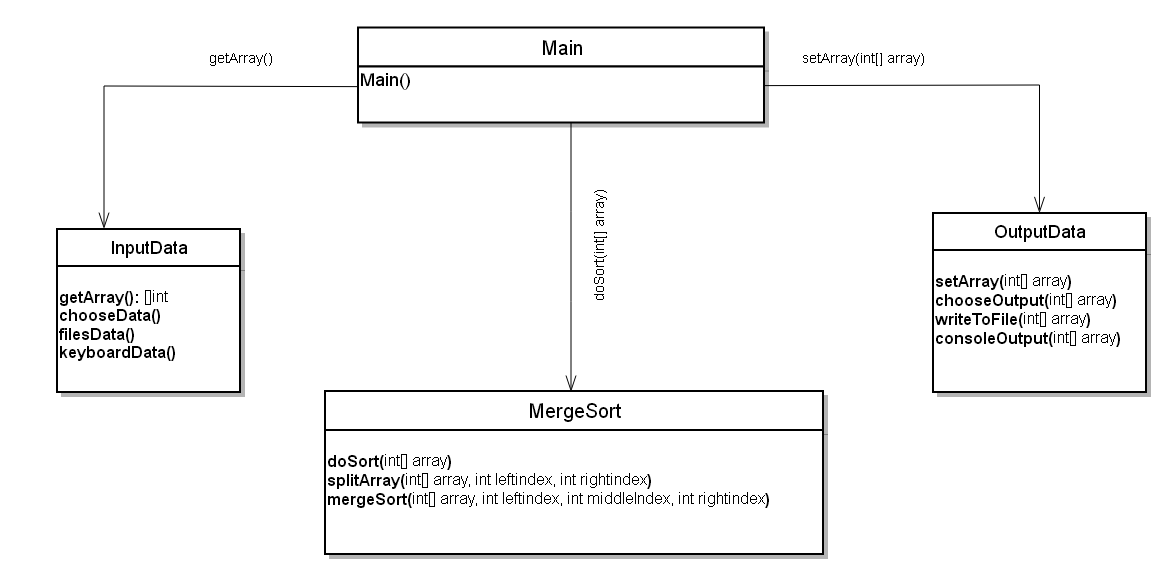 Main
Main()
getArray()
setArray(int[] array)
doSort(int[] array)
InputData
getArray(): []int
chooseData()
filesData()
keyboardData()
OutputData
setArray(int[] array)
chooseOutput(int[] array)
writeToFile(int[] array)
consoleOutput(int[] array)
MergeSort
doSort(int[] array)
splitArray(int[] array, int leftindex, int rightindex)
mergeSort(int[] array, int leftindex, int middleIndex, int rightindex)